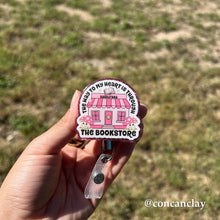 THE WAY TO MY HEART IS THROUGH
THE BOOKSTORE
@concanclay